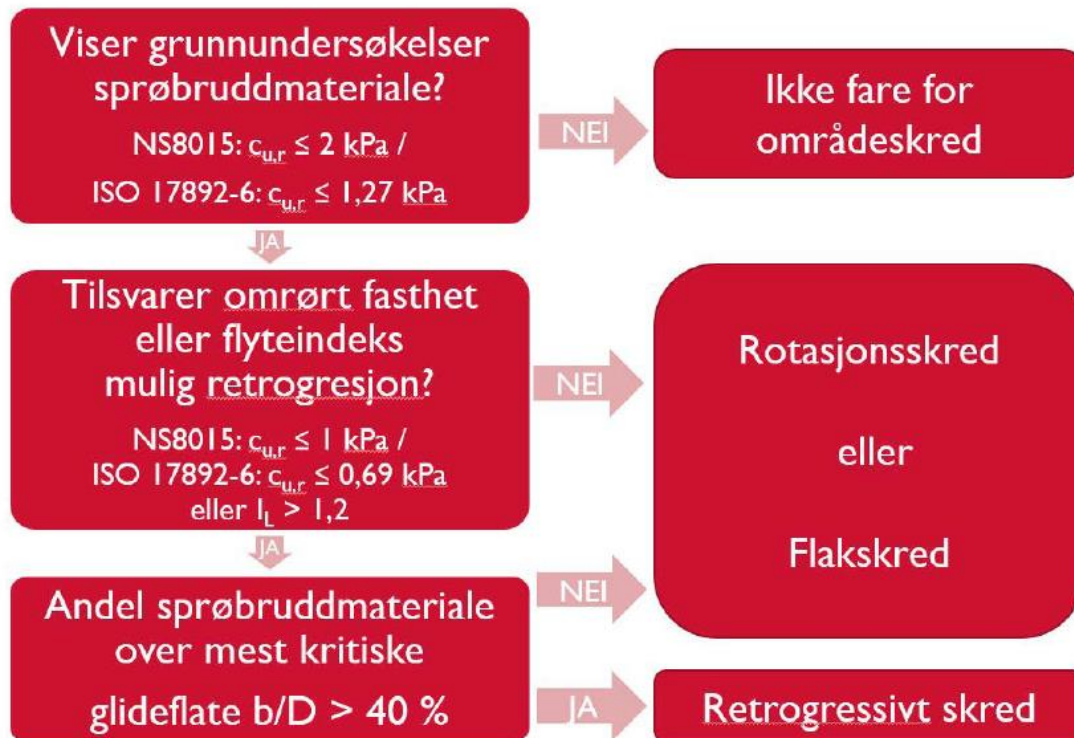 Viser grunnundersøkelser
sprøbruddmateriale?
NS8015: cu,r ≤ 2 kPa /
ISO 17892-6: cu,r ≤ 1,27 kPa
NEI
Ikke fare for
områdeskred
JA
Tilsvarer omrørt fasthet
eller flyteindeks
mulig retrogresjon?
NS8015: cu,r ≤ 1 kPa /
ISO 17892-6: cu,r ≤ 0,69 kPa
eller IL > 1,2
NEI
Rotasjonsskred
eller
Flakskred
JA
Andel sprøbruddmateriale
over mest kritiske
glideflate b/D > 40 %
NEI
JA
Retrogressivt skred